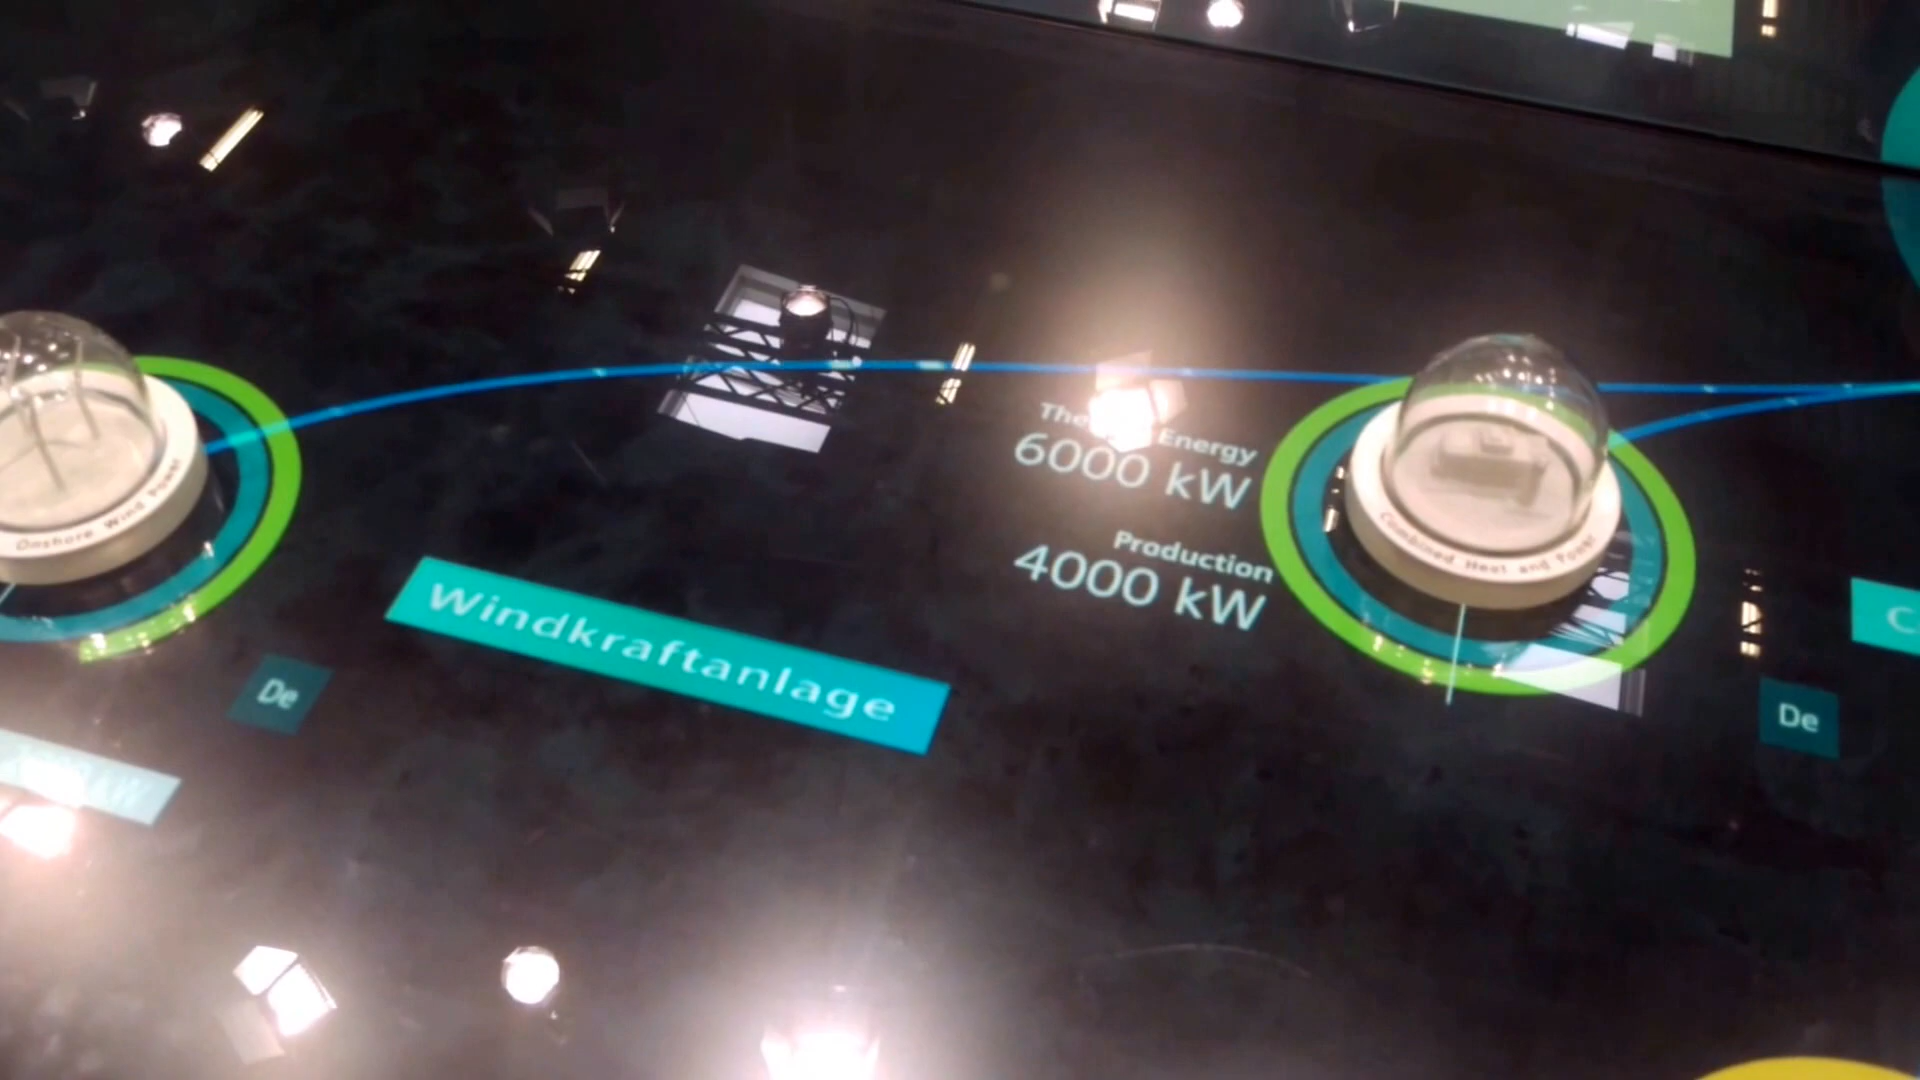 Energy
6000 kW
Production
4000 kW
Onshore Wind Power
Combined Heat and Power
Windkraftanlage
De
De
C